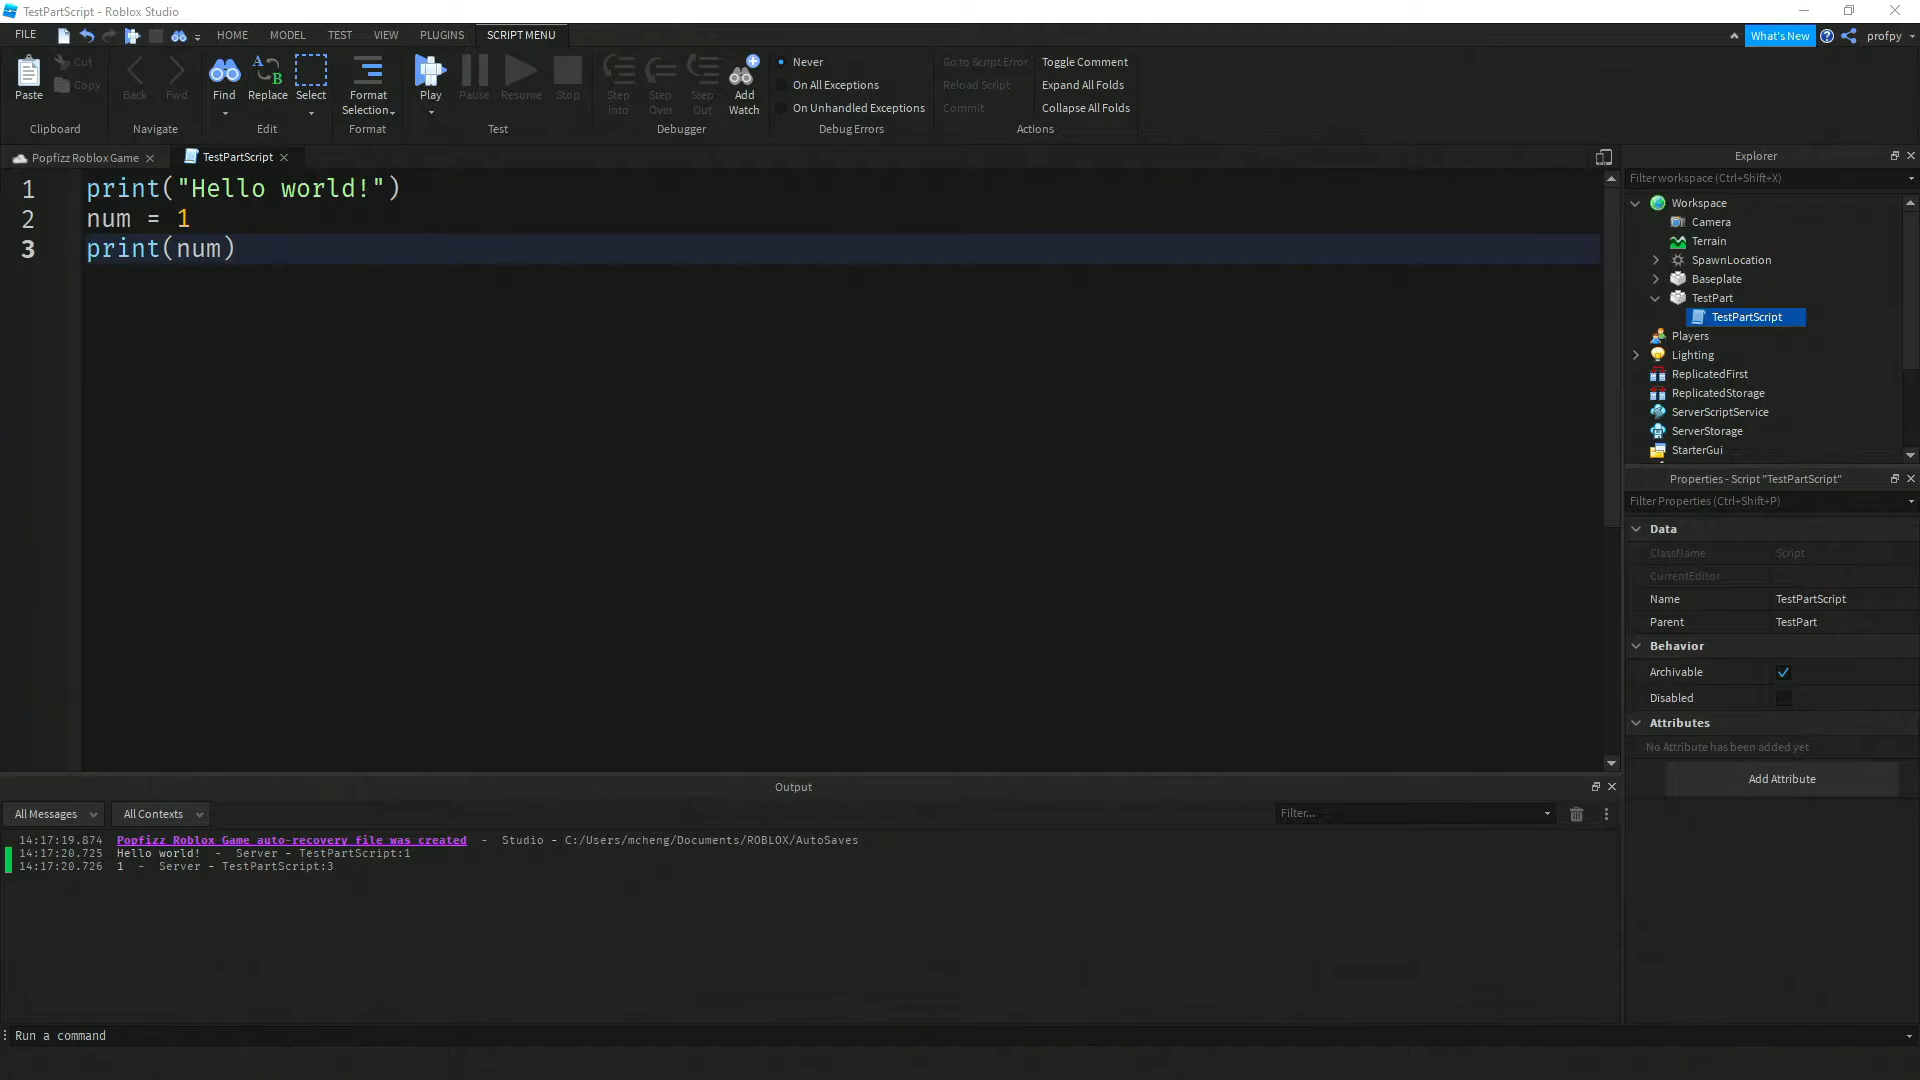 TestPartScript - Roblox Studio
FILE HOME MODEL TEST VIEW PLUGINS SCRIPT MENU What's New profpy
Paste Cut Copy
Clipboard
Back Fwd
Navigate
Find Replace Select
Edit
Format Selection
Format
Play Pause Resume Stop
Test
Step Into Step Over Step Out Add Watch
Debugger
Never
On All Exceptions
On Unhandled Exceptions
Debug Errors
Go to Script Error Toggle Comment
Reload Script Expand All Folds
Commit Collapse All Folds
Actions
Popfizz Roblox Game TestPartScript
1 print("Hello world!")
2 num = 1
3 print(num)
Explorer
Filter workspace (Ctrl+Shift+X)
Workspace
Camera
Terrain
SpawnLocation
Baseplate
TestPart
TestPartScript
Players
Lighting
ReplicatedFirst
ReplicatedStorage
ServerScriptService
ServerStorage
StarterGui
Properties - Script "TestPartScript"
Filter Properties (Ctrl+Shift+P)
Data
ClassName Script
CurrentEditor
Name TestPartScript
Parent TestPart
Behavior
Archivable
Disabled
Attributes
No Attribute has been added yet
Add Attribute
Output
All Messages All Contexts Filter...
14:17:19.874 Popfizz Roblox Game auto-recovery file was created - Studio - C:/Users/mcheng/Documents/ROBLOX/AutoSaves
14:17:20.725 Hello world! - Server - TestPartScript:1
14:17:20.726 1 - Server - TestPartScript:3
Run a command